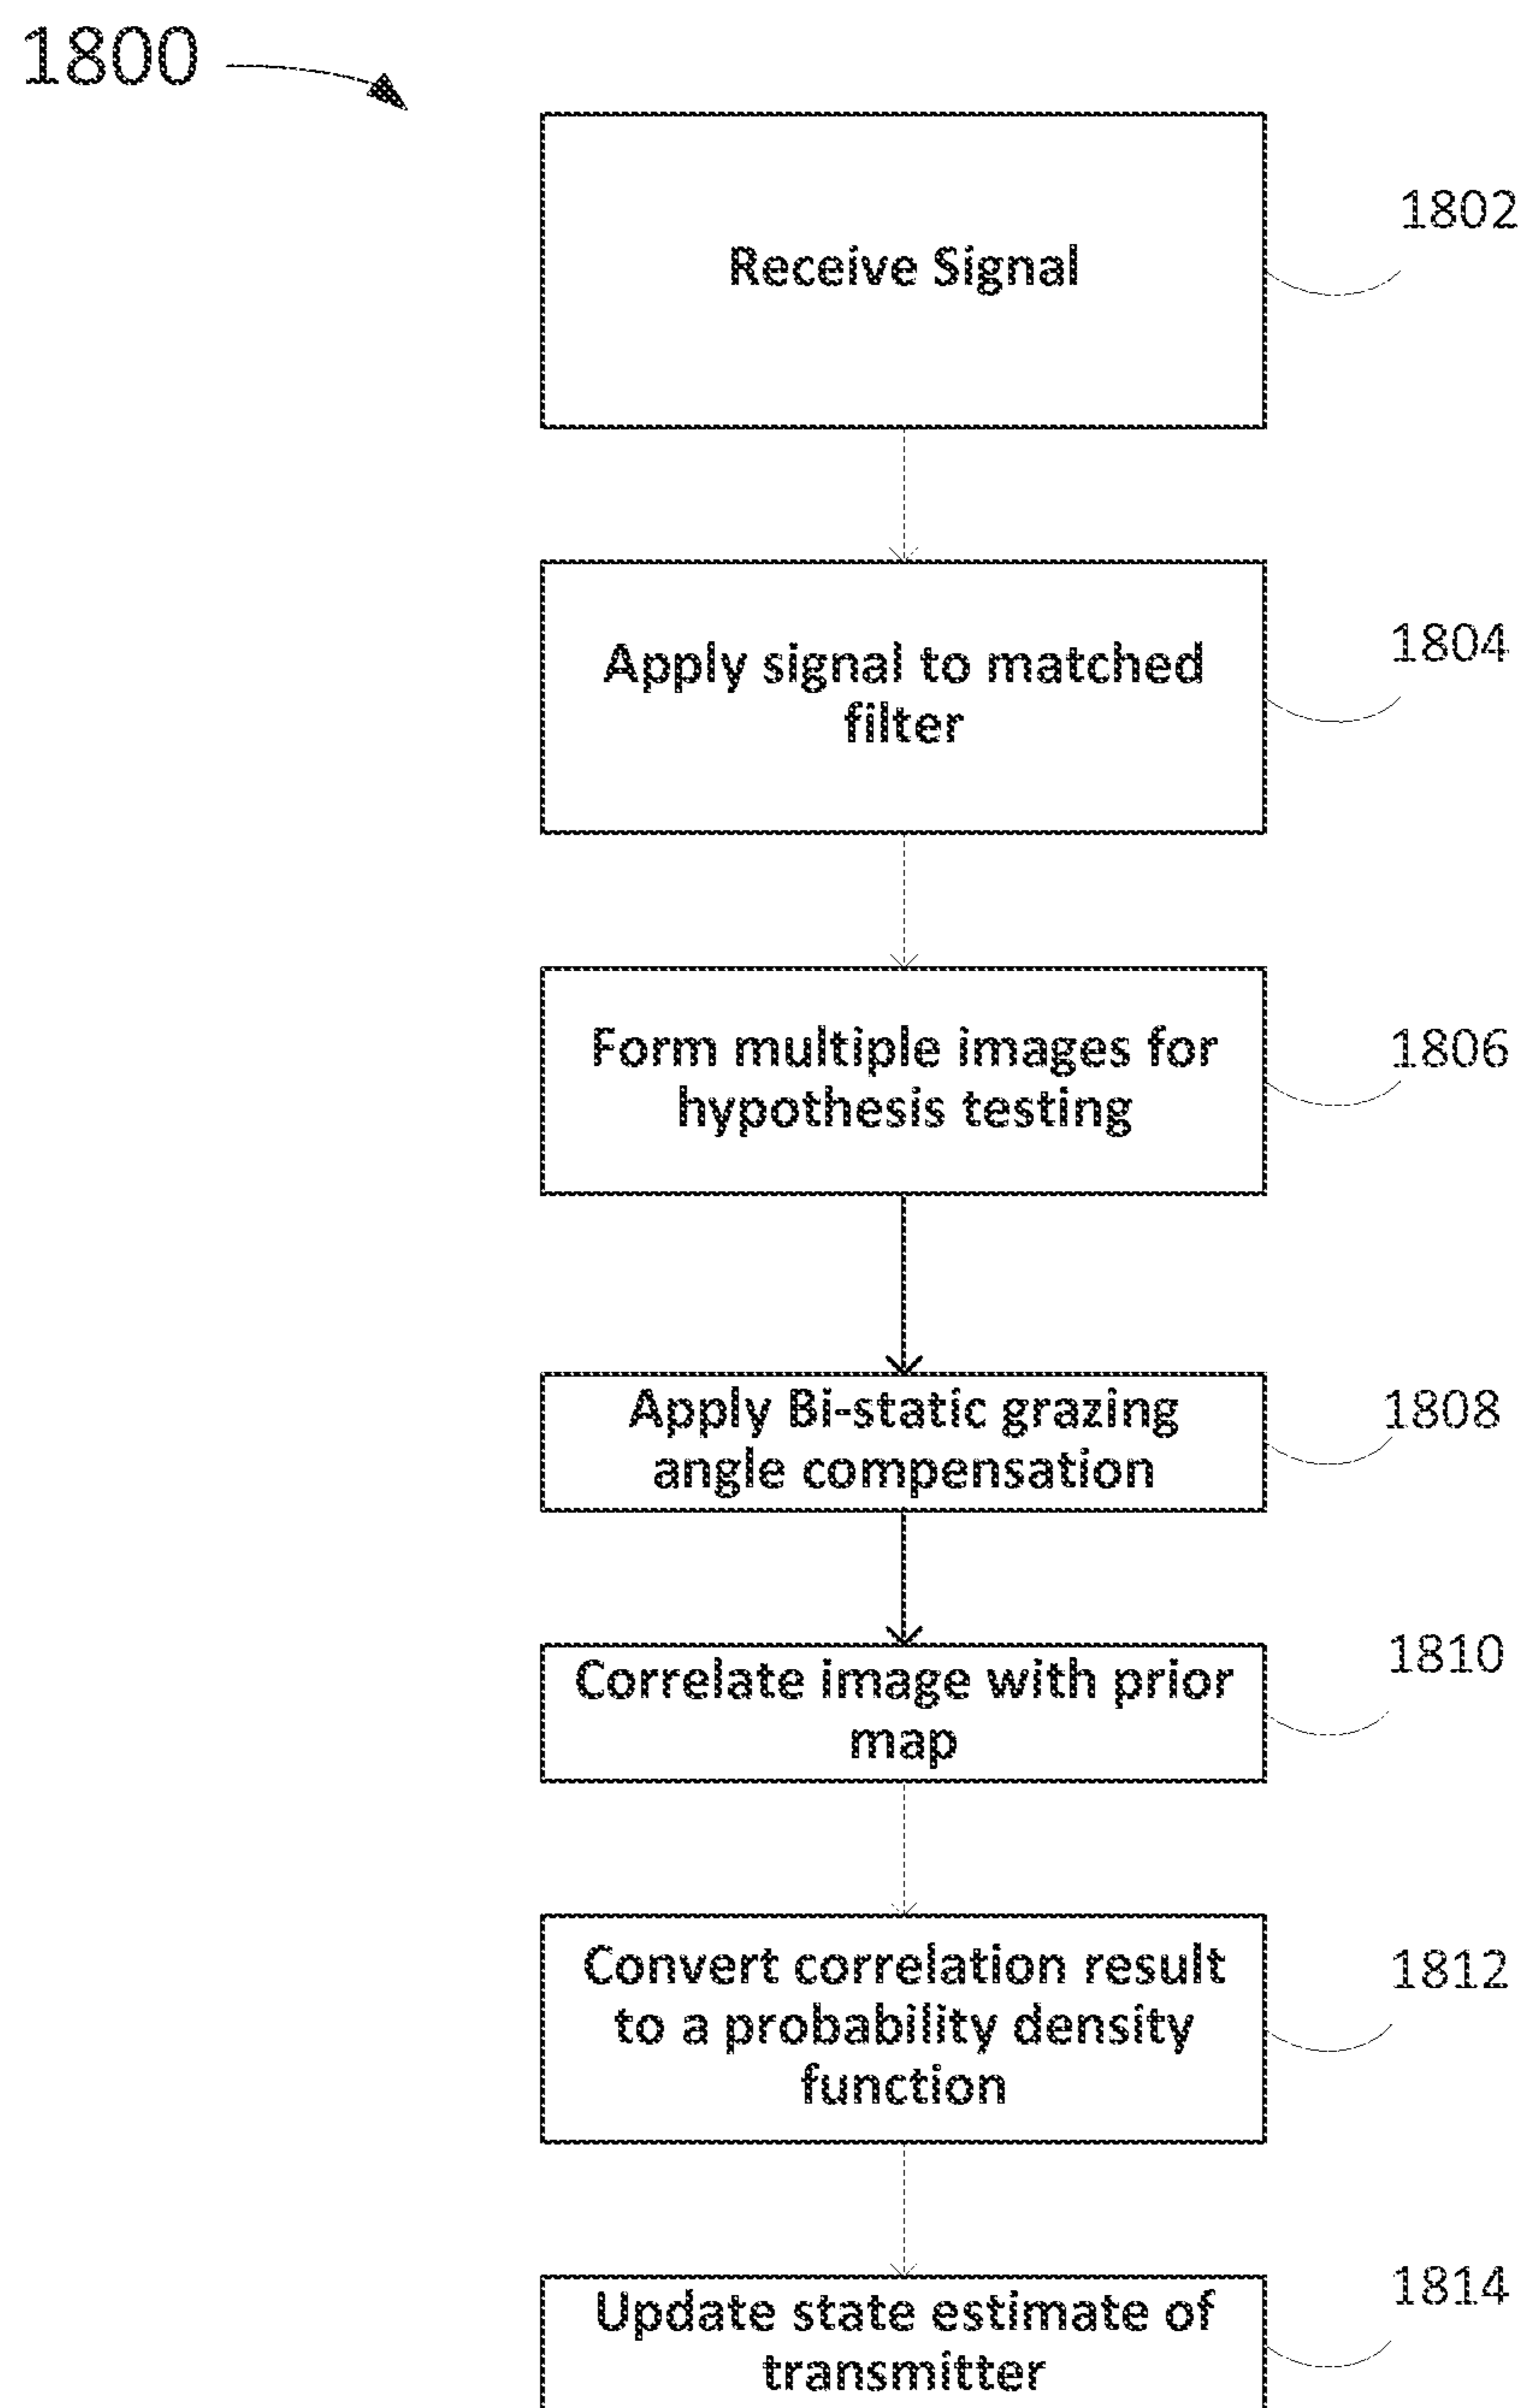 1800
Receive Signal
1802
Apply signal to matched
filter
1804
Form multiple images for
hypothesis testing
1806
Apply Bi-static grazing
angle compensation
1808
Correlate image with prior
map
1810
Convert correlation result
to a probability density
function
1812
Update state estimate of
transmitter
1814